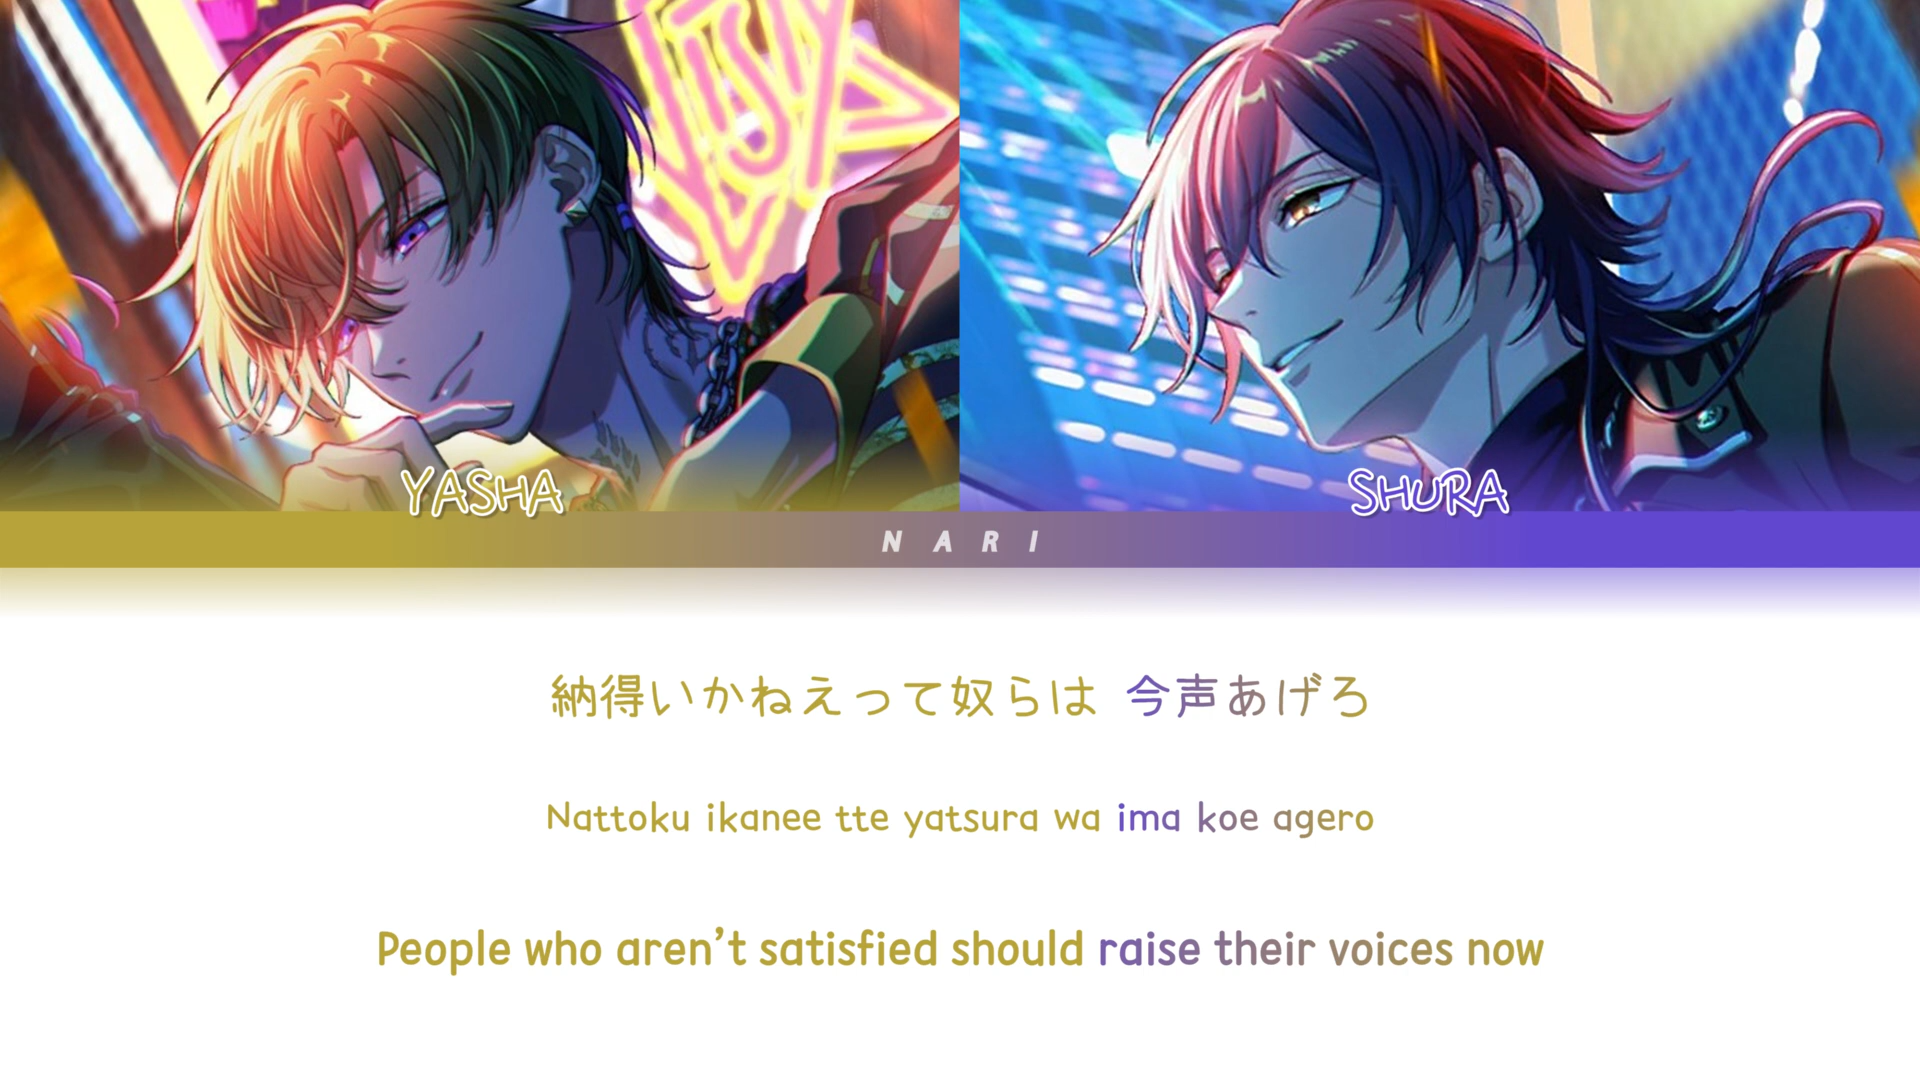 YASHA
SHURA
NARI
納得いかねえって奴らは 今声あげろ
Nattoku ikanee tte yatsura wa ima koe agero
People who aren't satisfied should raise their voices now